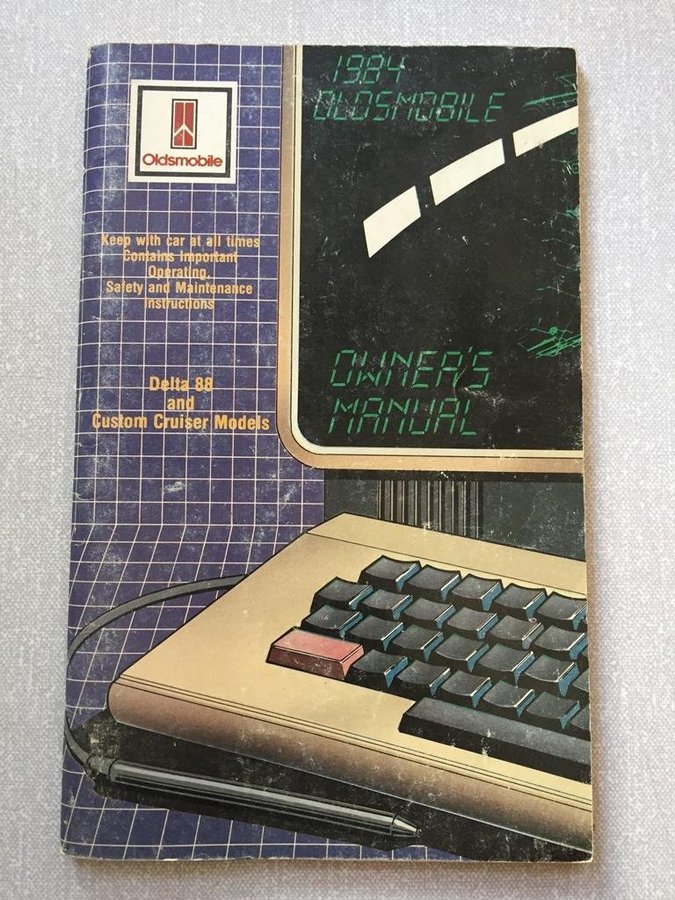 1984
OLDSMOBILE
Oldsmobile
Keep with car at all times
Contains Important
Operating,
Safety and Maintenance
Instructions
Delta 88
and
Custom Cruiser Models
OWNER'S
MANUAL